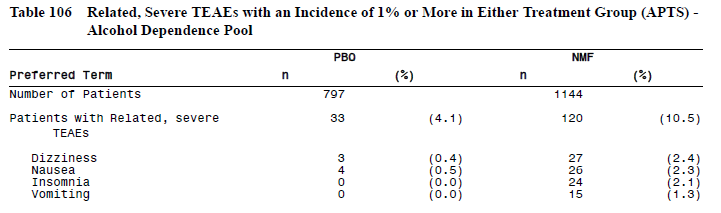 Table 106 Related, Severe TEAEs with an Incidence of 1% or More in Either Treatment Group (APTS) -
Alcohol Dependence Pool
PBO NMF
Preferred Term n (%) n (%)
Number of Patients 797 1144
Patients with Related, severe 33 (4.1) 120 (10.5)
TEAEs
Dizziness 3 (0.4) 27 (2.4)
Nausea 4 (0.5) 26 (2.3)
Insomnia 0 (0.0) 24 (2.1)
Vomiting 0 (0.0) 15 (1.3)